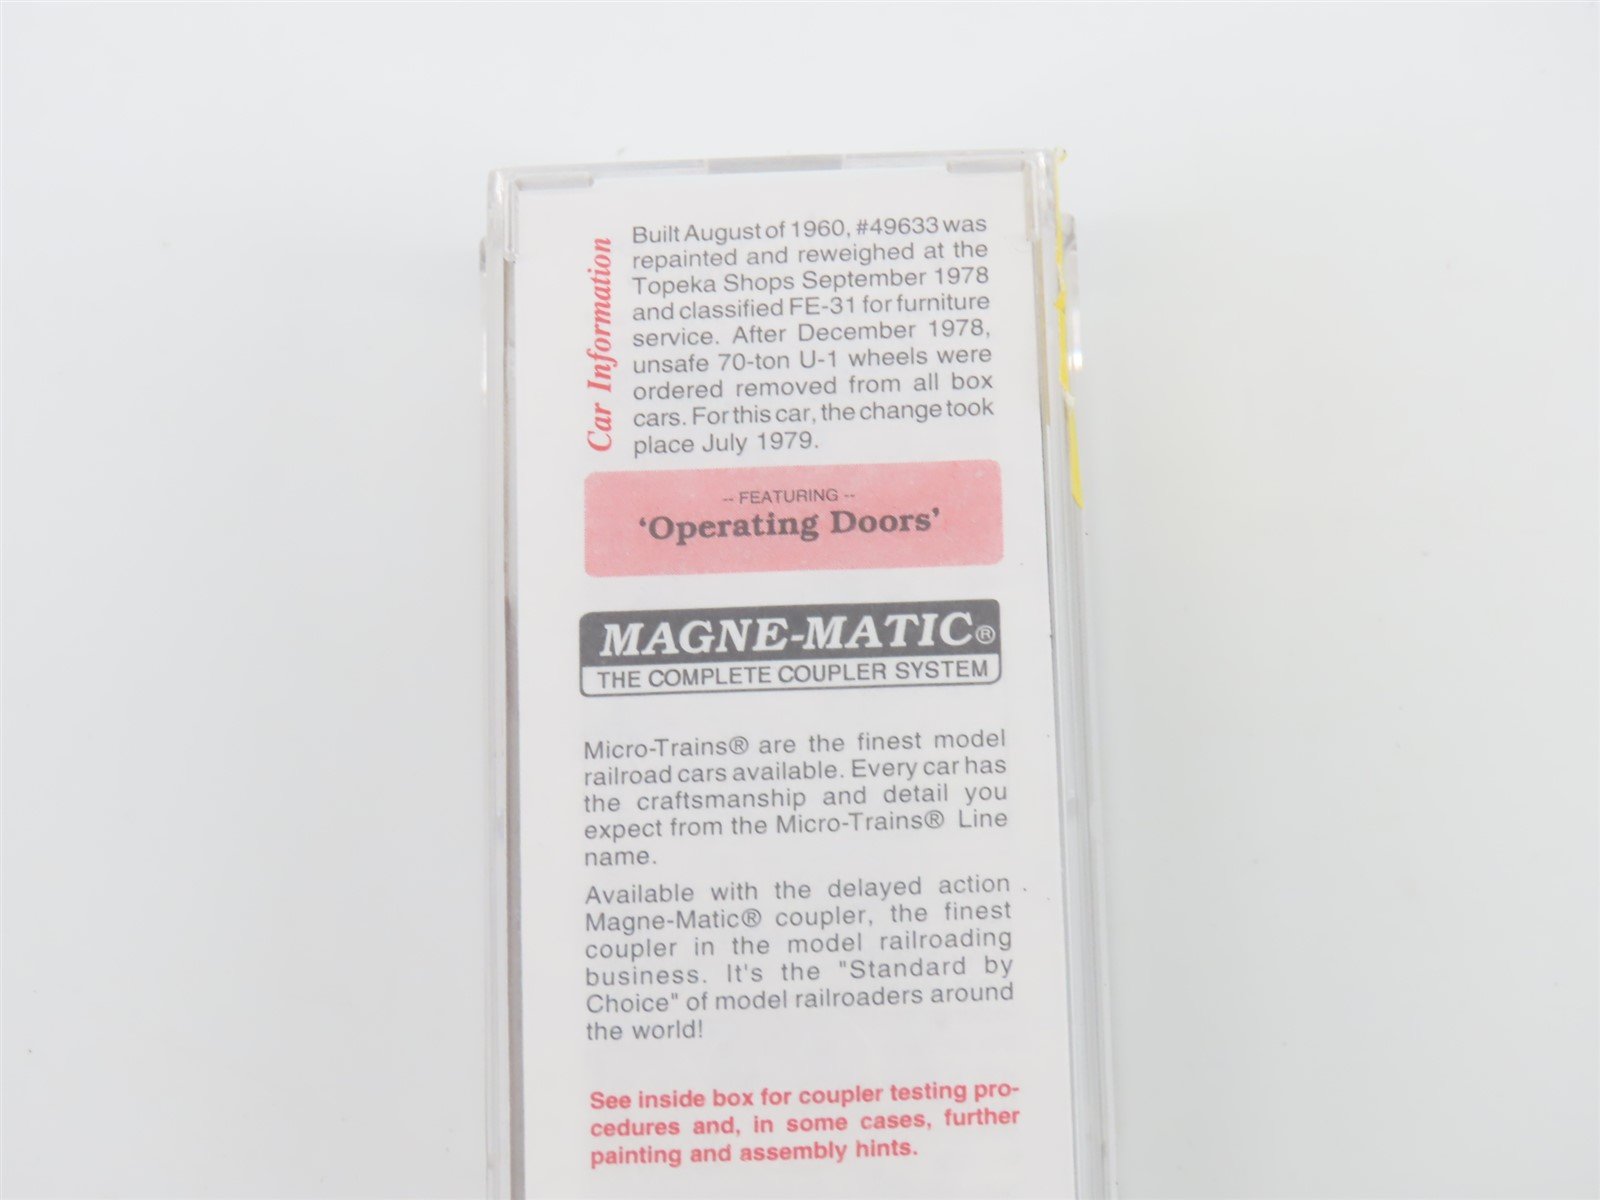 Car Information
Built August of 1960, #49633 was
repainted and reweighed at the
Topeka Shops September 1978
and classified FE-31 for furniture
service. After December 1978,
unsafe 70-ton U-1 wheels were
ordered removed from all box
cars. For this car, the change took
place July 1979.
-- FEATURING --
‘Operating Doors’
MAGNE-MATIC®
THE COMPLETE COUPLER SYSTEM
Micro-Trains® are the finest model
railroad cars available. Every car has
the craftsmanship and detail you
expect from the Micro-Trains® Line
name.
Available with the delayed action
Magne-Matic® coupler, the finest
coupler in the model railroading
business. It's the "Standard by
Choice" of model railroaders around
the world!
See inside box for coupler testing pro-
cedures and, in some cases, further
painting and assembly hints.